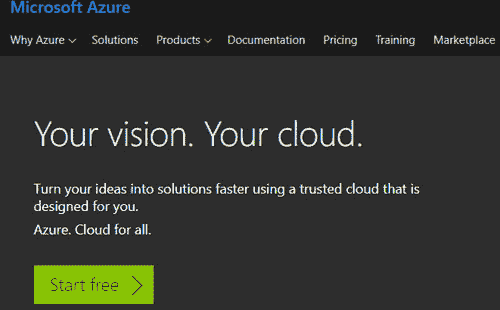 Microsoft Azure
Why Azure Solutions Products Documentation Pricing Training Marketplace
Your vision. Your cloud.
Turn your ideas into solutions faster using a trusted cloud that is
designed for you.
Azure. Cloud for all.
Start free